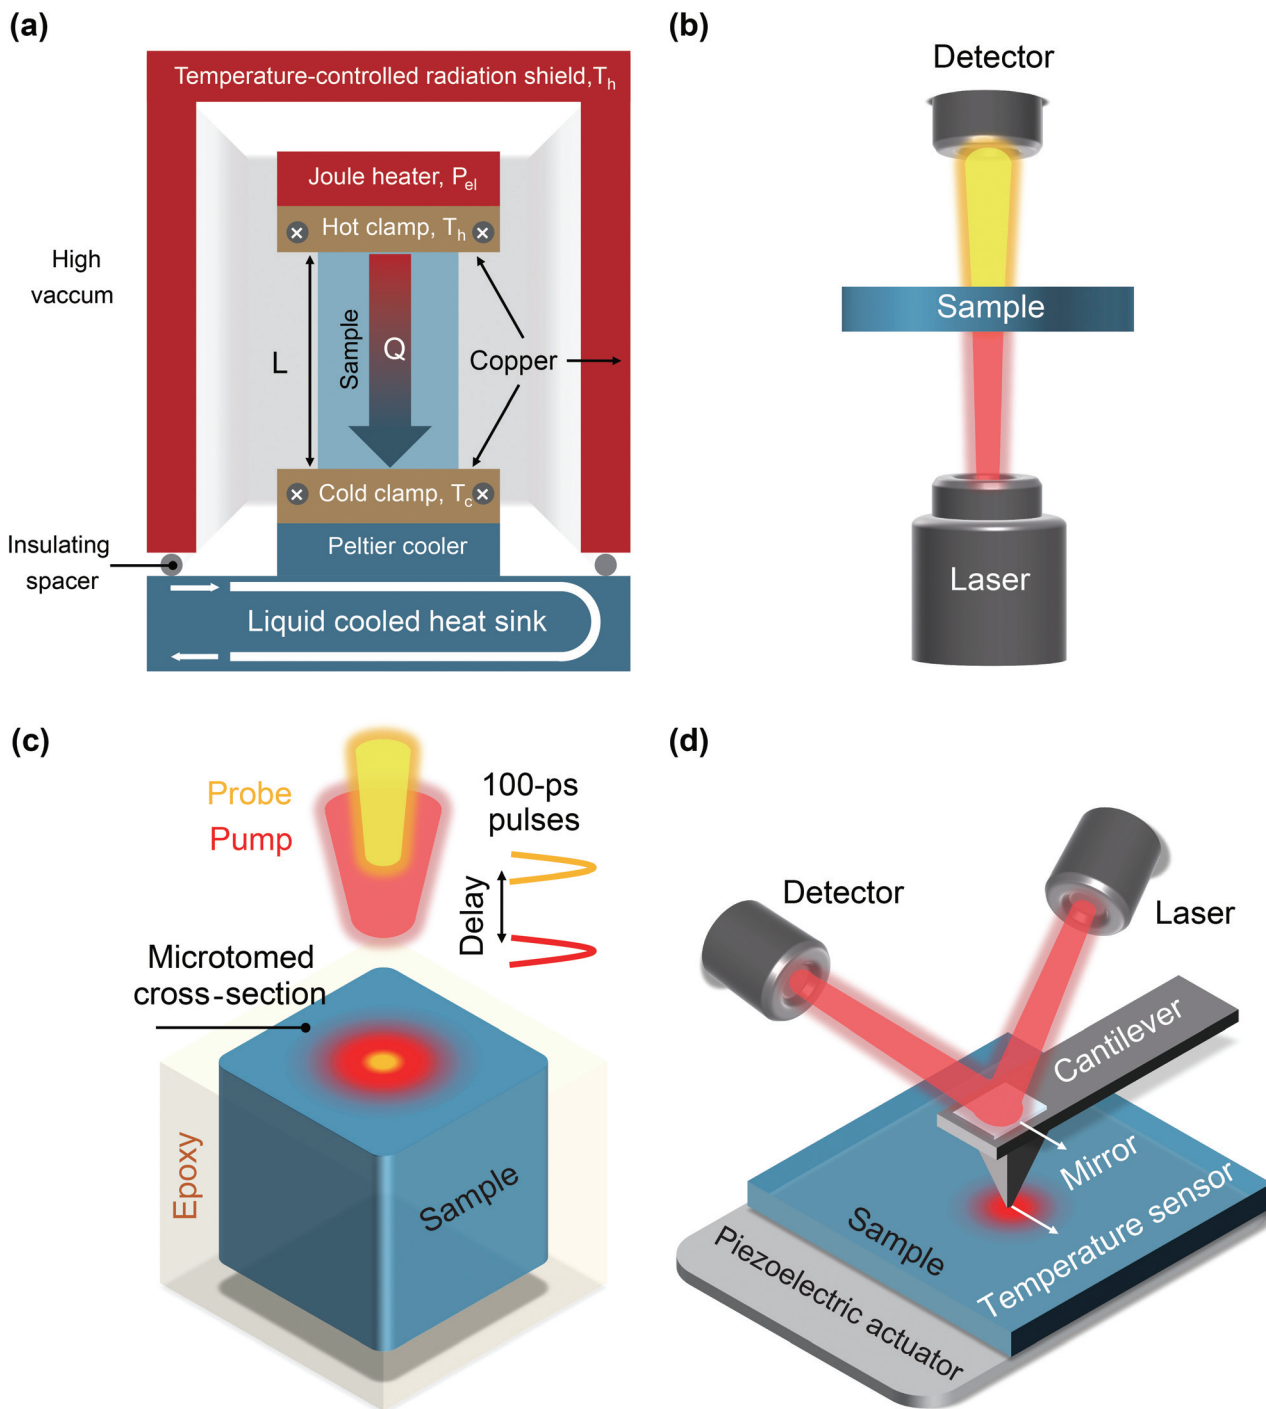 (a)
Temperature-controlled radiation shield,Th
Joule heater, Pel
Hot clamp, Th
High
vaccum
L
Sample
Q
Copper
Cold clamp, Tc
Peltier cooler
Insulating
spacer
Liquid cooled heat sink
(b)
Detector
Sample
Laser
(c)
Probe
Pump
100-ps
pulses
Delay
Microtomed
cross-section
Epoxy
Sample
(d)
Detector
Laser
Cantilever
Mirror
Temperature sensor
Sample
Piezoelectric actuator